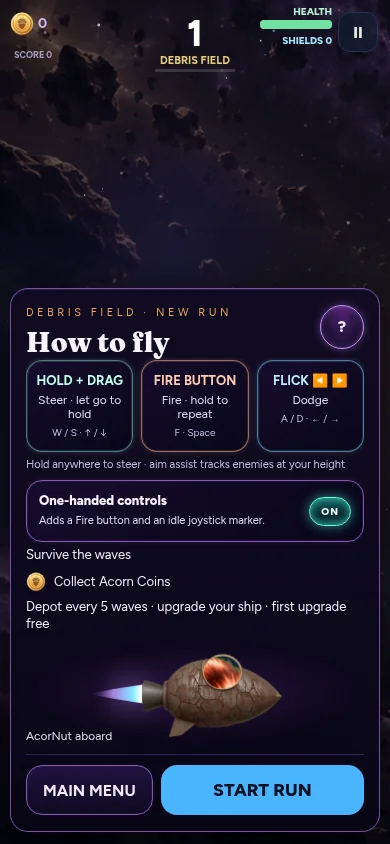 0
SCORE 0
1
DEBRIS FIELD
HEALTH
SHIELDS 0
DEBRIS FIELD · NEW RUN
How to fly
?
HOLD + DRAG
Steer · let go to
hold
W / S · ↑ / ↓
FIRE BUTTON
Fire · hold to
repeat
F · Space
FLICK ◀️ ▶️
Dodge
A / D · ← / →
Hold anywhere to steer · aim assist tracks enemies at your height
One-handed controls
Adds a Fire button and an idle joystick marker.
ON
Survive the waves
Collect Acorn Coins
Depot every 5 waves · upgrade your ship · first upgrade
free
AcorNut aboard
MAIN MENU
START RUN